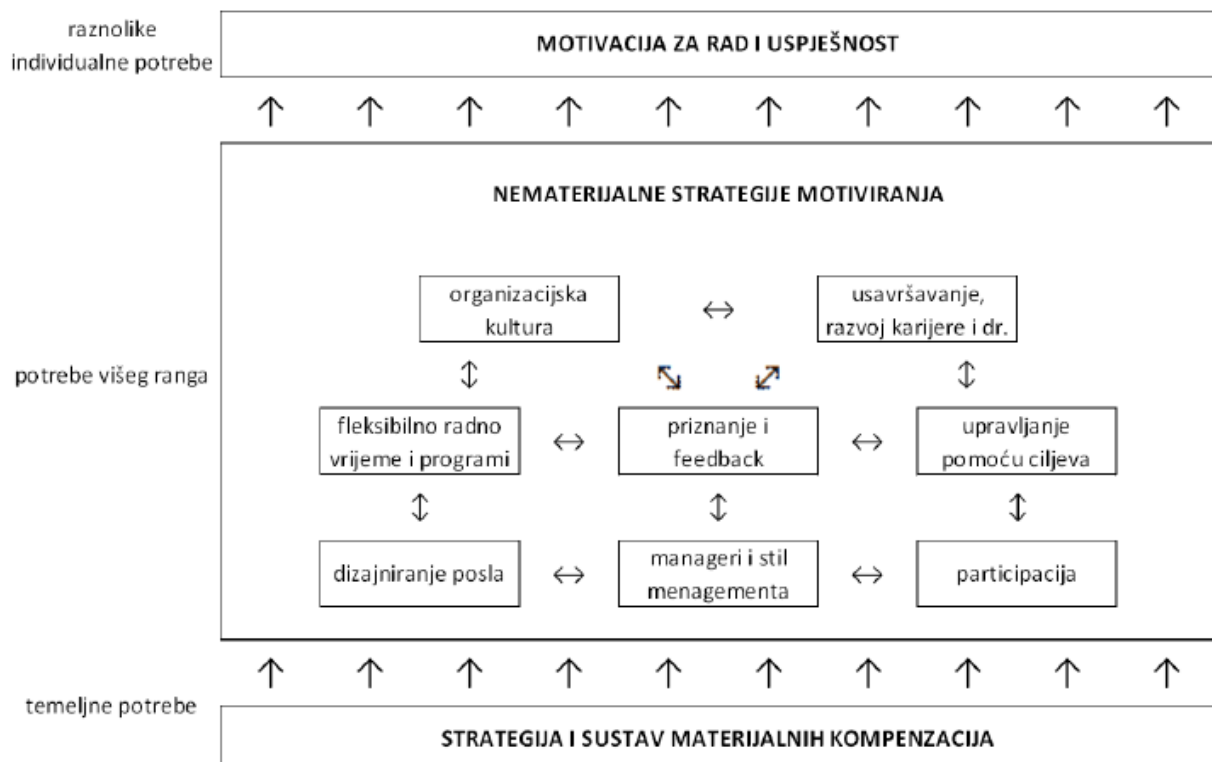 raznolike
individualne potrebe
MOTIVACIJA ZA RAD I USPJEŠNOST
NEMATERIJALNE STRATEGIJE MOTIVIRANJA
organizacijska
kultura
usavršavanje,
razvoj karijere i dr.
potrebe višeg ranga
fleksibilno radno
vrijeme i programi
priznanje i
feedback
upravljanje
pomoću ciljeva
dizajniranje posla
manageri i stil
menagementa
participacija
temeljne potrebe
STRATEGIJA I SUSTAV MATERIJALNIH KOMPENZACIJA